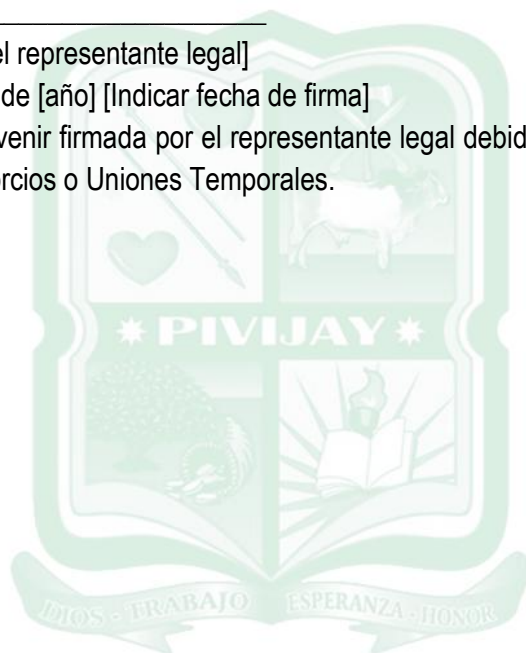 el representante legal]
de [año] [Indicar fecha de firma]
venir firmada por el representante legal debid
orcios o Uniones Temporales.
PIVIJAY
DIOS - TRABAJO ESPERANZA - HONOR